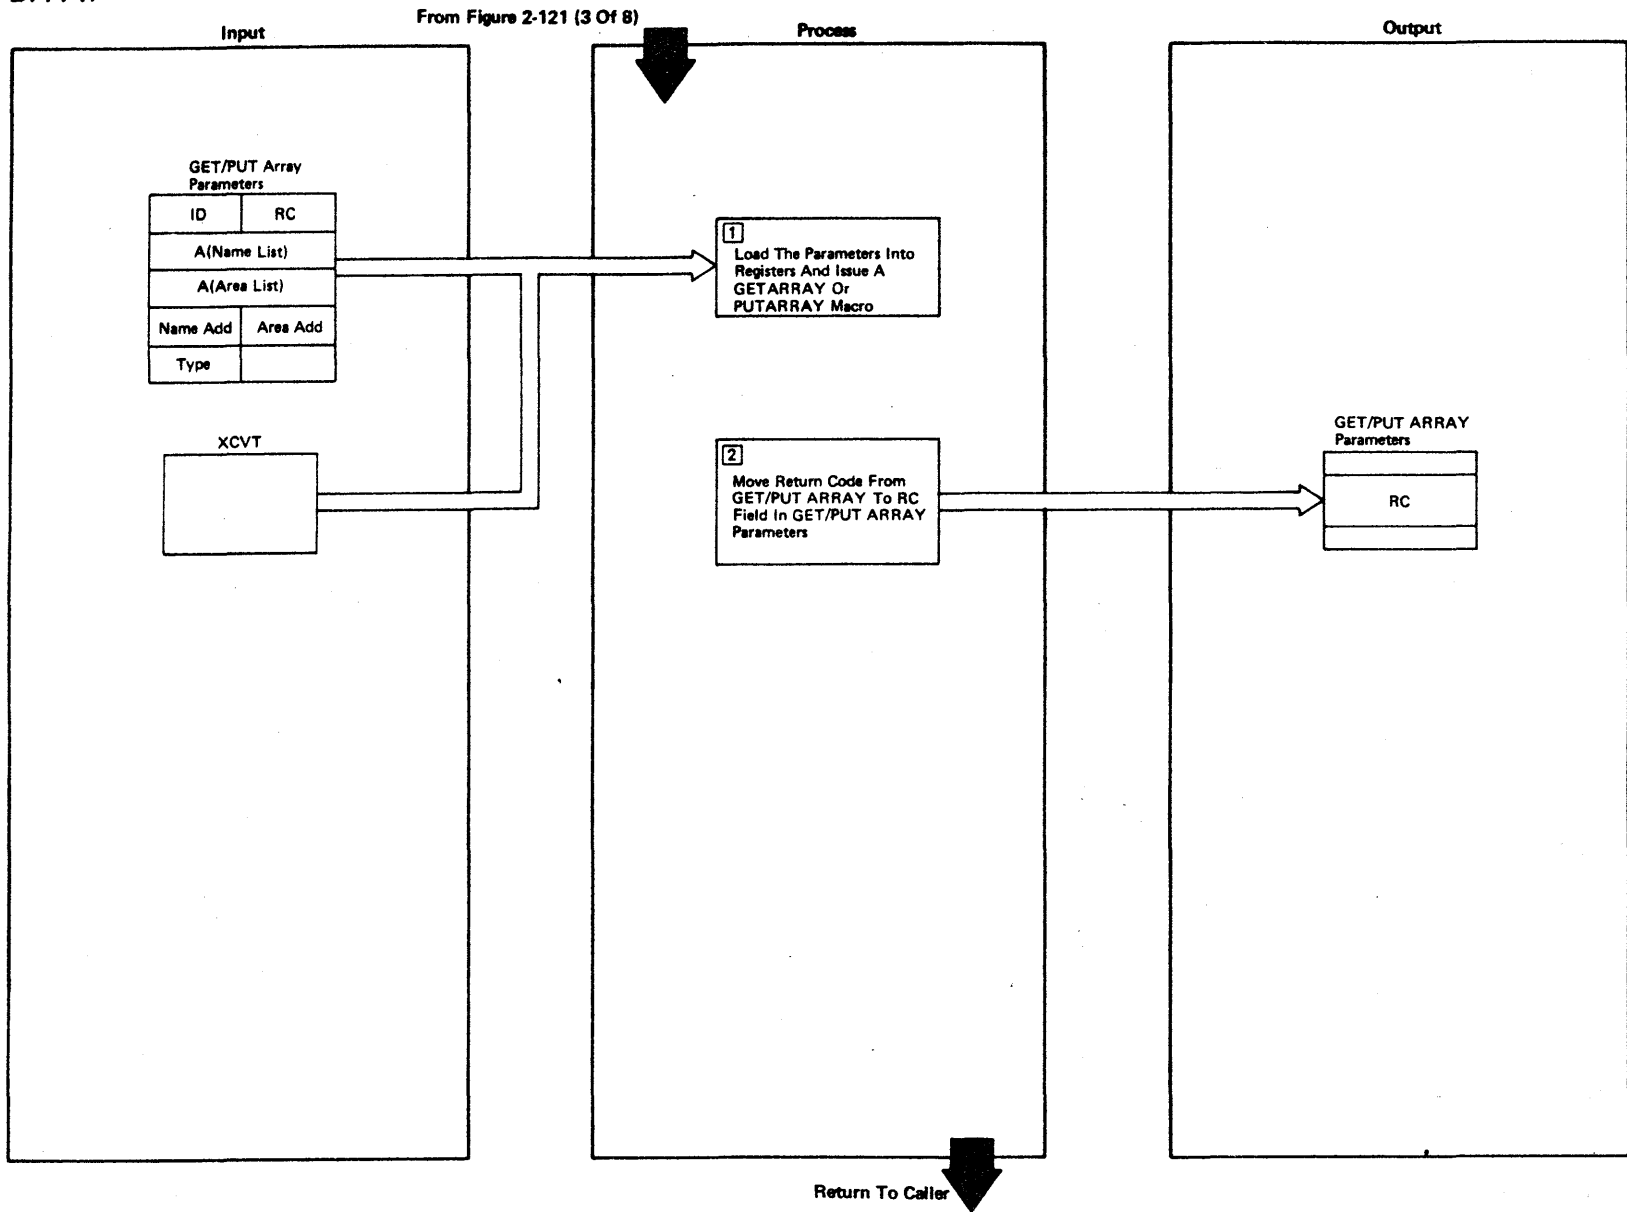 From Figure 2-121 (3 Of 8)
Input
Process
Output
GET/PUT Array
Parameters
ID
RC
A(Name List)
A(Area List)
Name Add
Area Add
Type
XCVT
1
Load The Parameters Into
Registers And Issue A
GETARRAY Or
PUTARRAY Macro
2
Move Return Code From
GET/PUT ARRAY To RC
Field In GET/PUT ARRAY
Parameters
GET/PUT ARRAY
Parameters
RC
Return To Caller